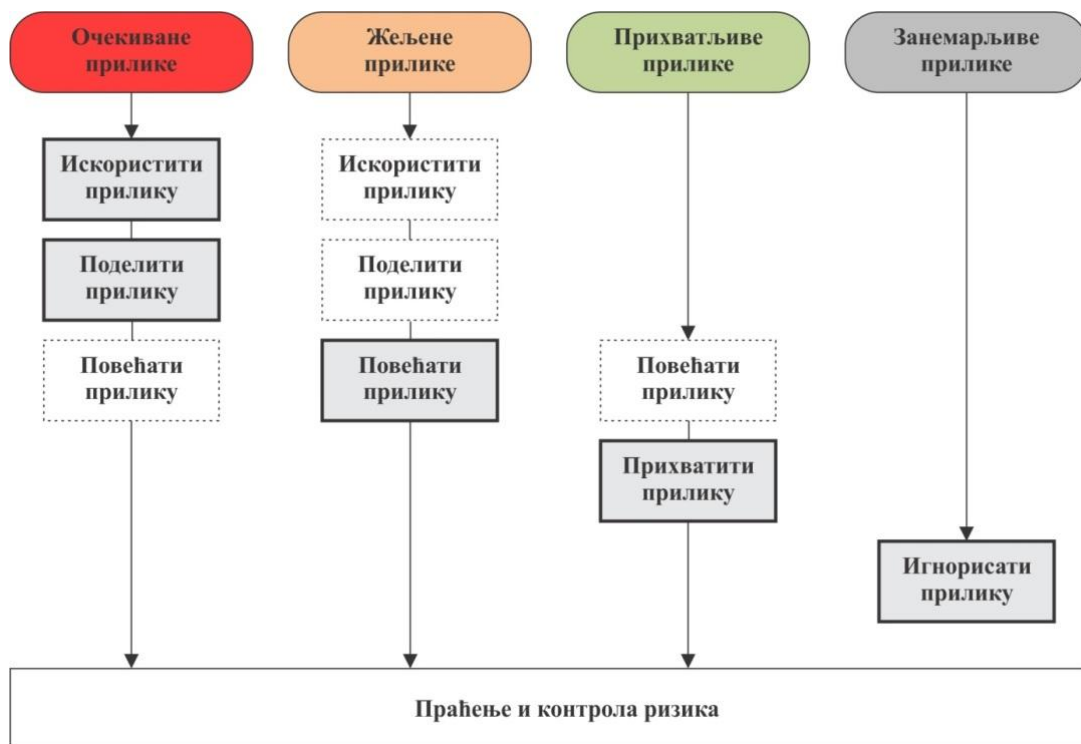 Очекиване
прилике
Жељене
прилике
Прихватљиве
прилике
Занемарљиве
прилике
Искористити
прилику
Искористити
прилику
Поделити
прилику
Поделити
прилику
Повећати
прилику
Повећати
прилику
Повећати
прилику
Прихватити
прилику
Игнорисати
прилику
Праћење и контрола ризика